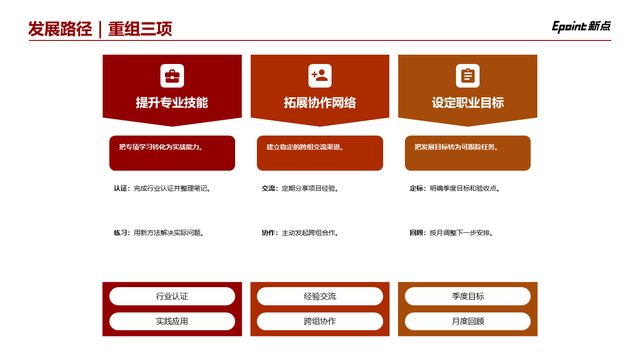 发展路径｜重组三项
Epoint新点
提升专业技能
拓展协作网络
设定职业目标
把专项学习转化为实战能力。
建立稳定的跨组交流渠道。
把发展目标转为可跟踪任务。
认证：完成行业认证并整理笔记。
交流：定期分享项目经验。
定标：明确季度目标和验收点。
练习：用新方法解决实际问题。
协作：主动发起跨组合作。
回顾：按月调整下一步安排。
行业认证
经验交流
季度目标
实践应用
跨组协作
月度回顾